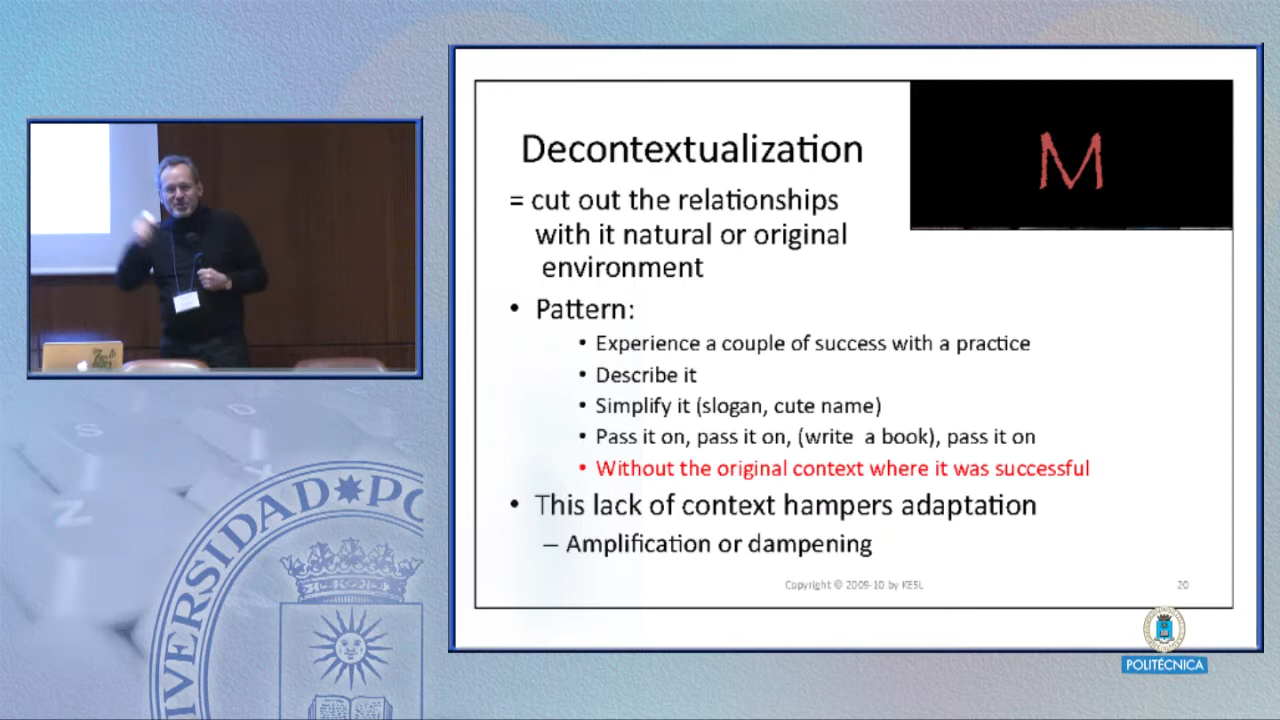 Decontextualization
= cut out the relationships
with it natural or original
environment
• Pattern:
• Experience a couple of success with a practice
• Describe it
• Simplify it (slogan, cute name)
• Pass it on, pass it on, (write a book), pass it on
• Without the original context where it was successful
• This lack of context hampers adaptation
– Amplification or dampening
Copyright © 2009-10 by KESL
20
M
POLITÉCNICA
VERSIDAD PO
S
Z